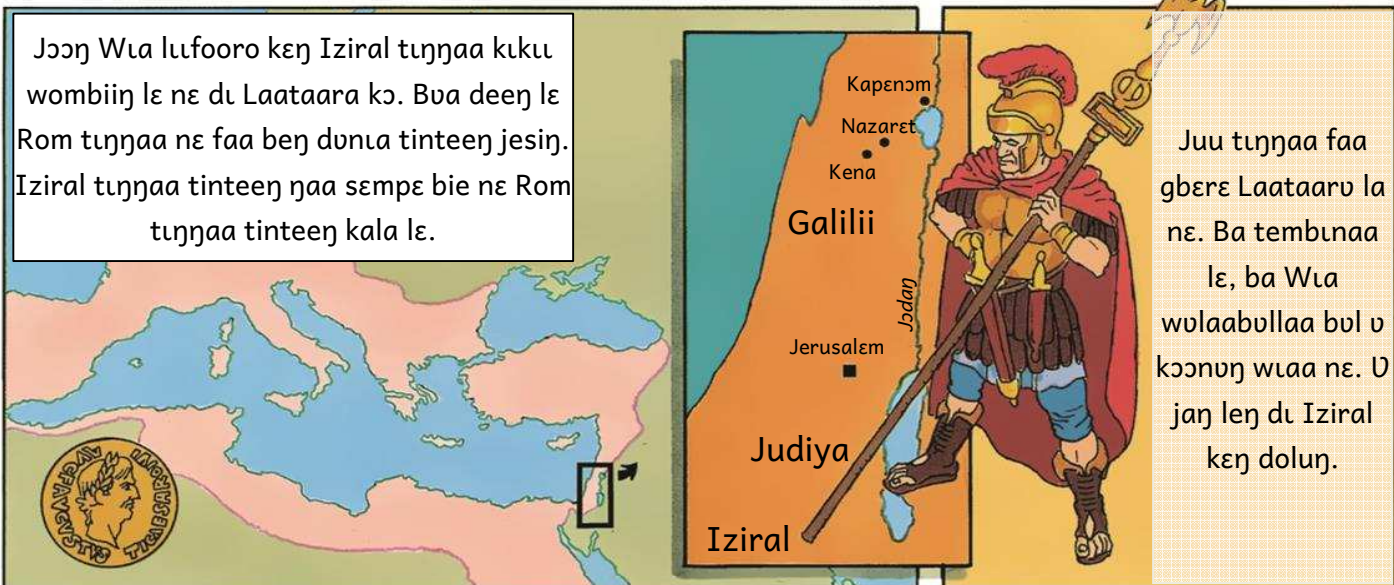 Jɔɔŋ Wɩa lɩɩfooro kɛŋ Iziral tɩŋŋaa kɩkɩɩ
wombiiŋ lɛ nɛ dɩ Laataara kɔ. Bʋa deeŋ lɛ
Rom tɩŋŋaa nɛ faa beŋ dʋnɩa tinteeŋ jesiŋ.
Iziral tɩŋŋaa tinteeŋ ŋaa sɛmpɛ bie nɛ Rom
tɩŋŋaa tinteeŋ kala lɛ.
Kapɛnɔm
Nazarɛt
Kena
Galilii
Jɔdaŋ
Jerusalɛm
Judiya
Iziral
Juu tɩŋŋaa faa
gbɛrɛ Laataarʋ la
nɛ. Ba tembɩnaa
lɛ, ba Wɩa
wʋlaabʋllaa bʋl ʋ
kɔɔnʋŋ wɩaa nɛ. Ʋ
jaŋ leŋ dɩ Iziral
kɛŋ doluŋ.